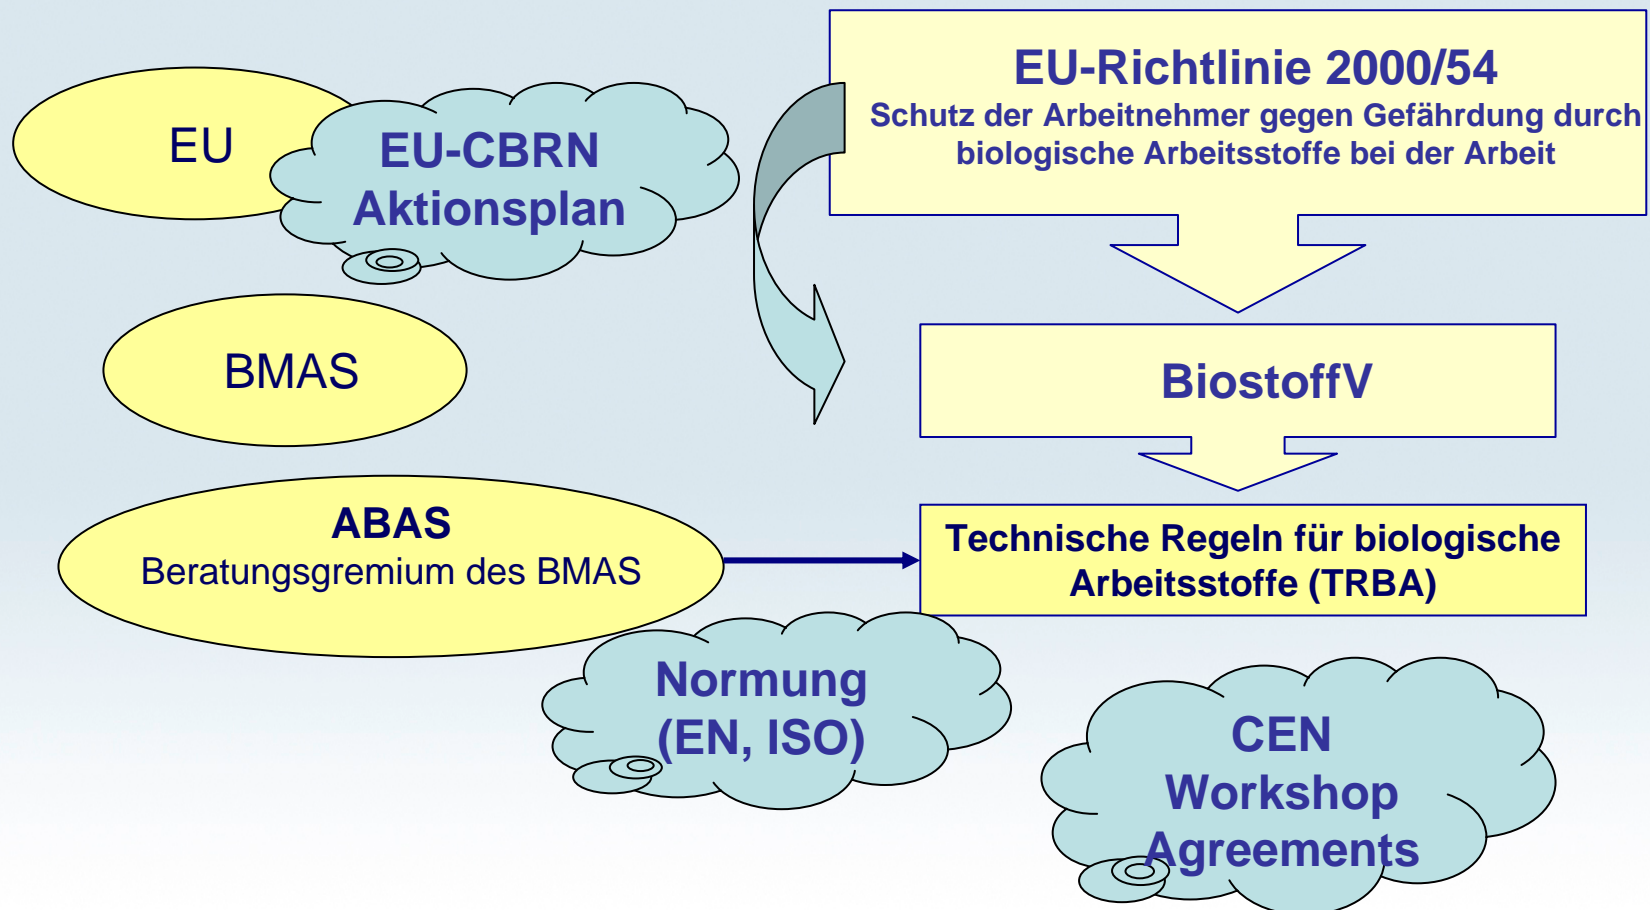 EU-Richtlinie 2000/54
Schutz der Arbeitnehmer gegen Gefährdung durch
biologische Arbeitsstoffe bei der Arbeit
EU
EU-CBRN
Aktionsplan
BMAS
BiostoffV
ABAS
Beratungsgremium des BMAS
Technische Regeln für biologische
Arbeitsstoffe (TRBA)
Normung
(EN, ISO)
CEN
Workshop
Agreements